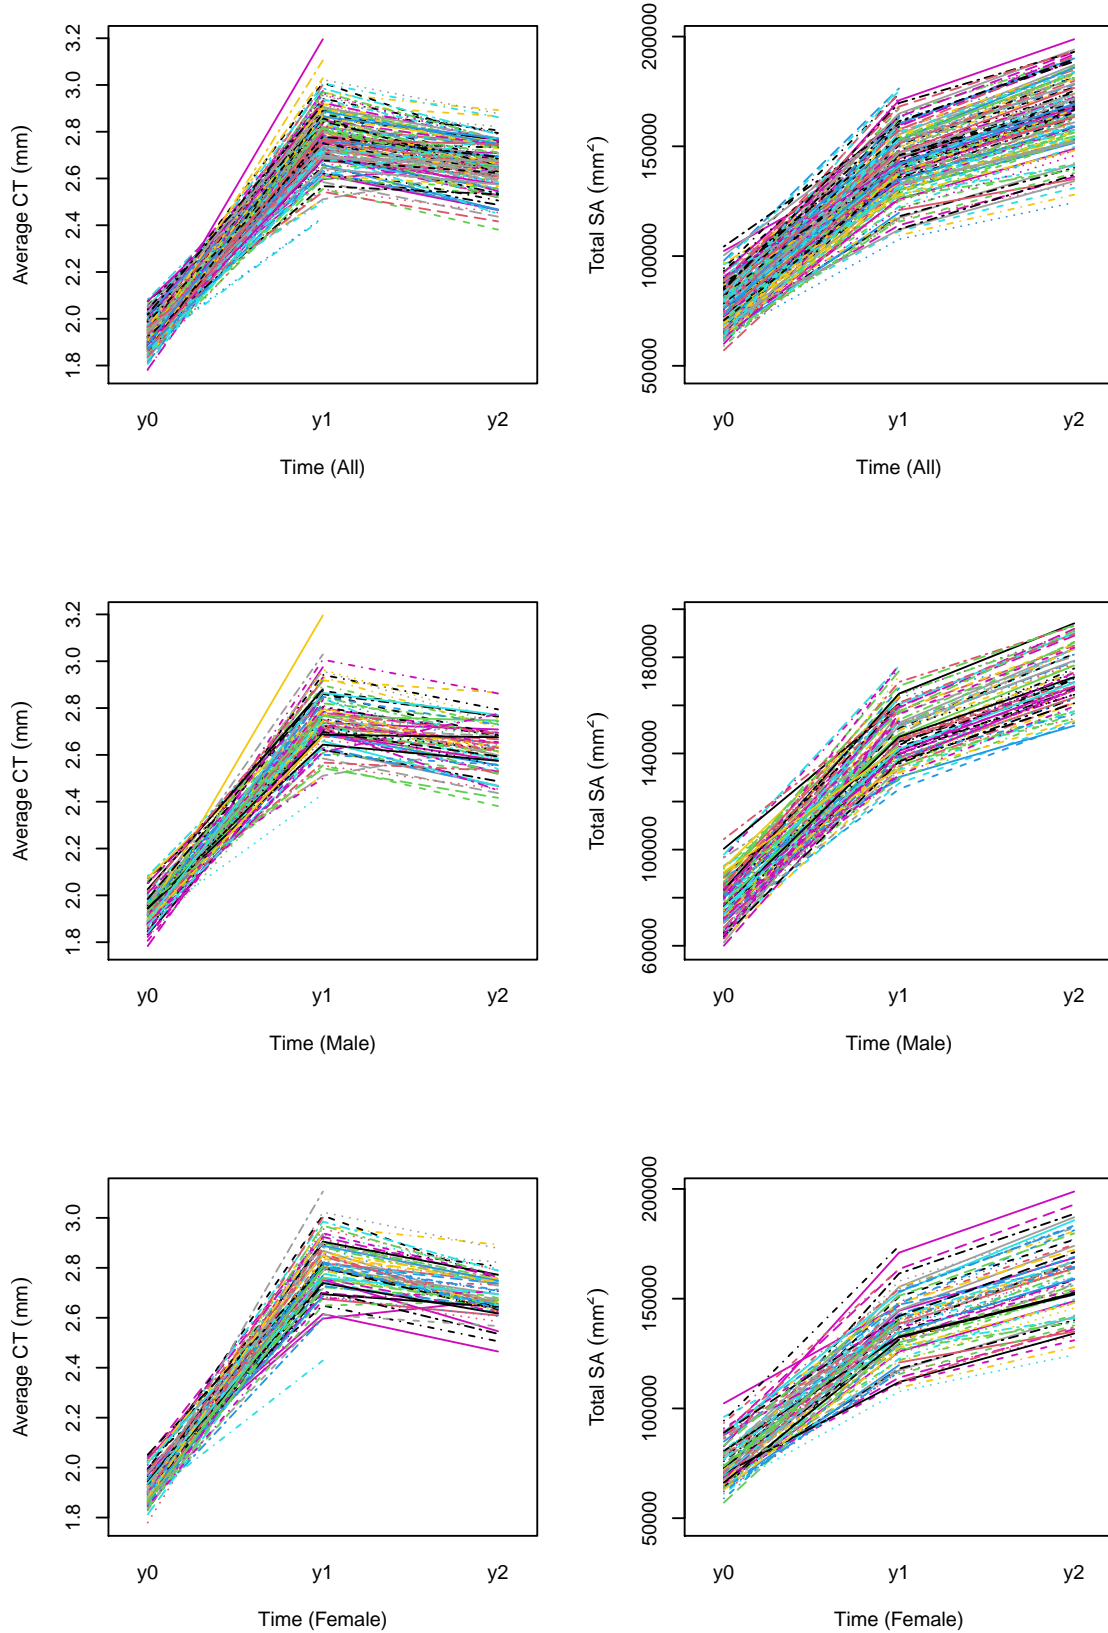 3.2
3.0
2.8
2.6
2.4
2.2
2.0
1.8
Average CT (mm)
y0 y1 y2
Time (All)
200000
150000
100000
50000
Total SA (mm²)
y0 y1 y2
Time (All)
3.2
3.0
2.8
2.6
2.4
2.2
2.0
1.8
Average CT (mm)
y0 y1 y2
Time (Male)
180000
140000
100000
60000
Total SA (mm²)
y0 y1 y2
Time (Male)
3.0
2.8
2.6
2.4
2.2
2.0
1.8
Average CT (mm)
y0 y1 y2
Time (Female)
200000
150000
100000
50000
Total SA (mm²)
y0 y1 y2
Time (Female)